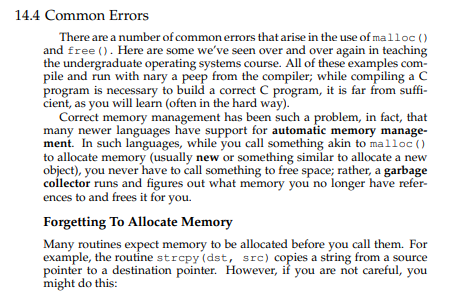 14.4 Common Errors
There are a number of common errors that arise in the use of malloc()
and free(). Here are some we've seen over and over again in teaching
the undergraduate operating systems course. All of these examples com-
pile and run with nary a peep from the compiler; while compiling a C
program is necessary to build a correct C program, it is far from suffi-
cient, as you will learn (often in the hard way).
Correct memory management has been such a problem, in fact, that
many newer languages have support for automatic memory manage-
ment. In such languages, while you call something akin to malloc()
to allocate memory (usually new or something similar to allocate a new
object), you never have to call something to free space; rather, a garbage
collector runs and figures out what memory you no longer have refer-
ences to and frees it for you.
Forgetting To Allocate Memory
Many routines expect memory to be allocated before you call them. For
example, the routine strcpy(dst, src) copies a string from a source
pointer to a destination pointer. However, if you are not careful, you
might do this: